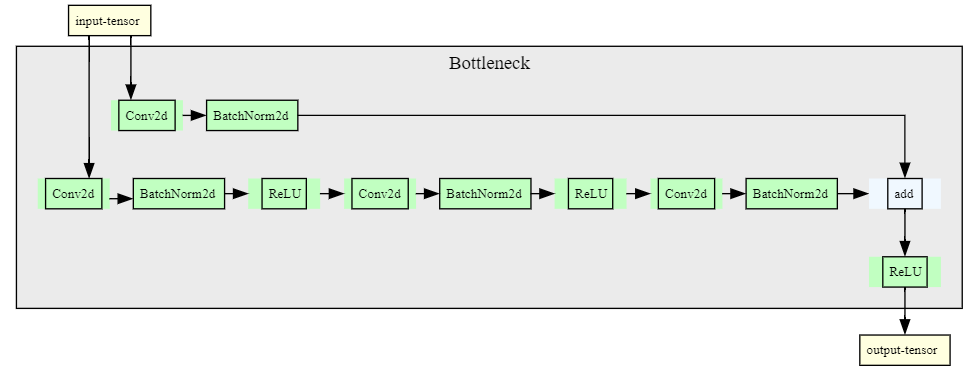 input-tensor
Bottleneck
Conv2d
BatchNorm2d
Conv2d
BatchNorm2d
ReLU
Conv2d
BatchNorm2d
ReLU
Conv2d
BatchNorm2d
add
ReLU
output-tensor